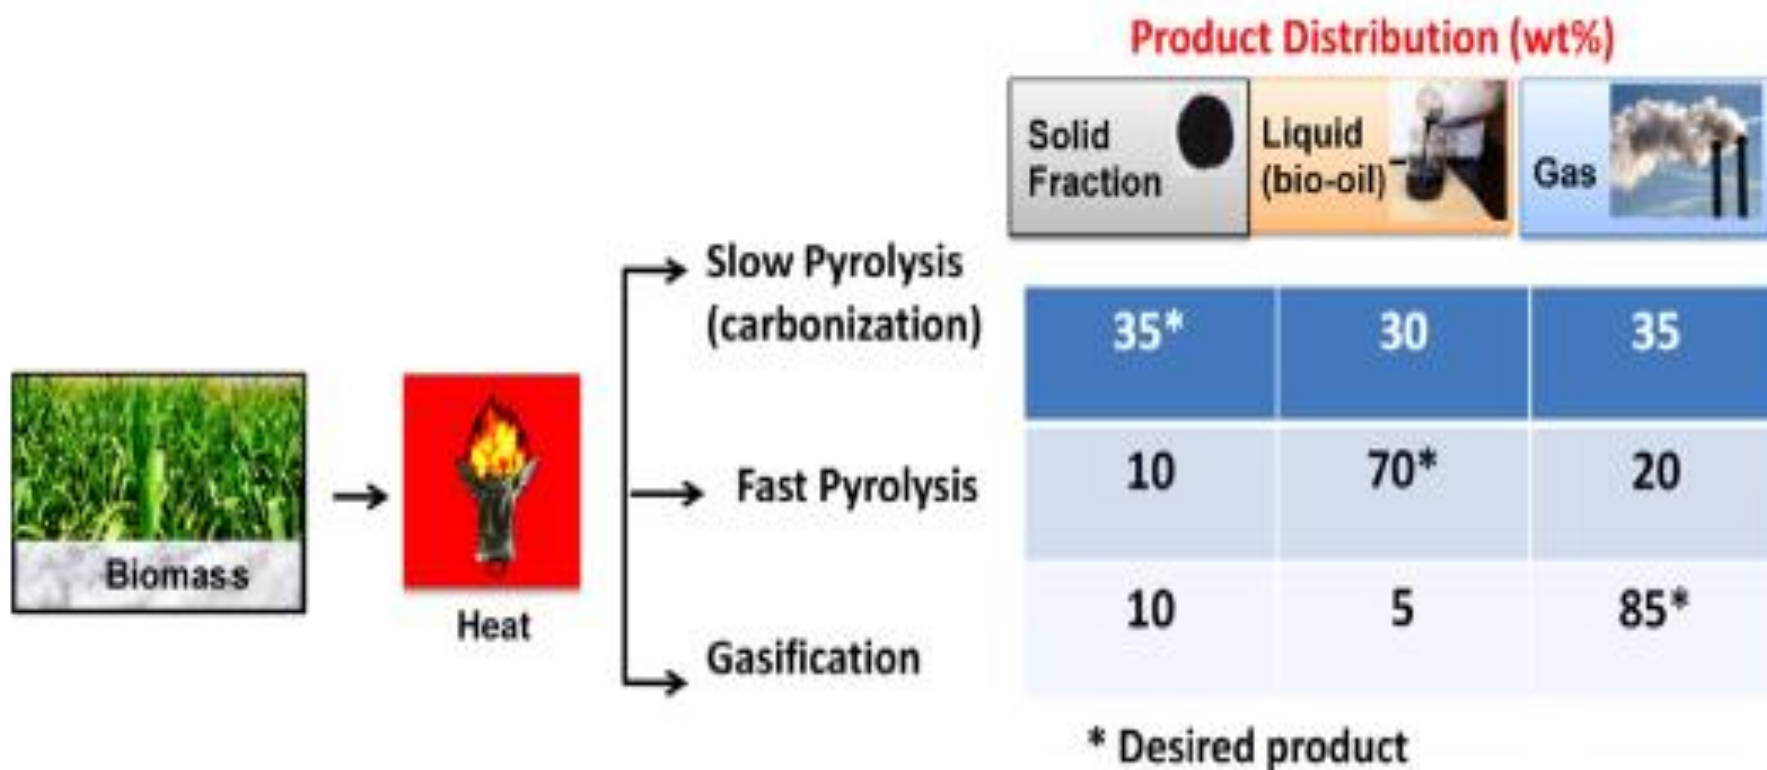 Product Distribution (wt%)
Solid
Fraction
Liquid
(bio-oil)
Gas
Slow Pyrolysis
(carbonization)
35* 30 35
Fast Pyrolysis
10 70* 20
Gasification
10 5 85*
Biomass
Heat
* Desired product